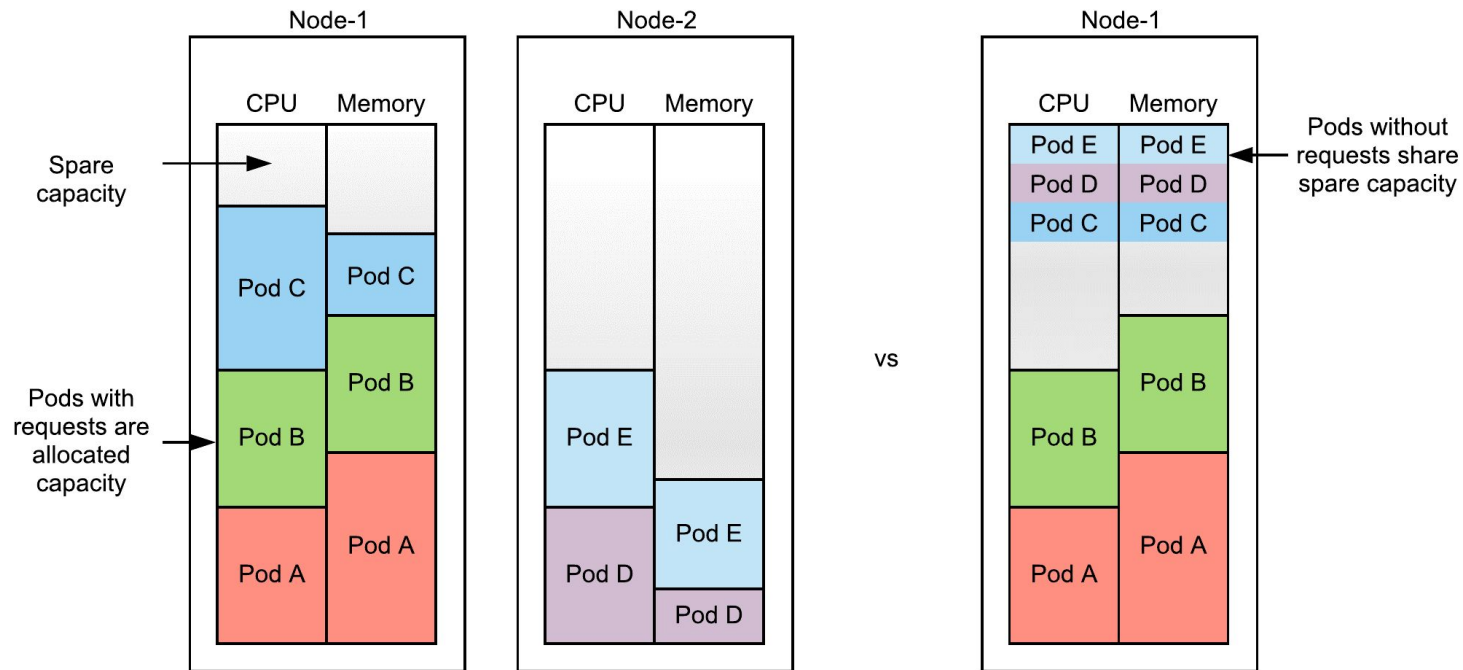 Node-1
Node-2
Node-1
CPU Memory
CPU Memory
CPU Memory
Spare
capacity
Pods with
requests are
allocated
capacity
Pod C
Pod B
Pod A
Pod C
Pod B
Pod A
Pod E
Pod D
Pod E
Pod D
vs
Pod E
Pod D
Pod C
Pod B
Pod A
Pod E
Pod D
Pod C
Pod B
Pod A
Pods without
requests share
spare capacity